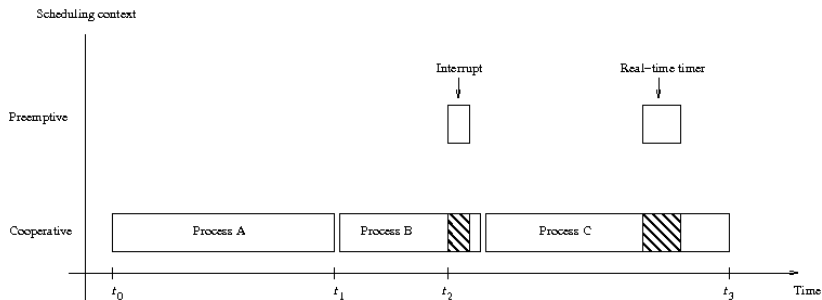 Scheduling context
Interrupt
Real-time timer
Preemptive
Cooperative
Process A
Process B
Process C
t0
t1
t2
t3
Time